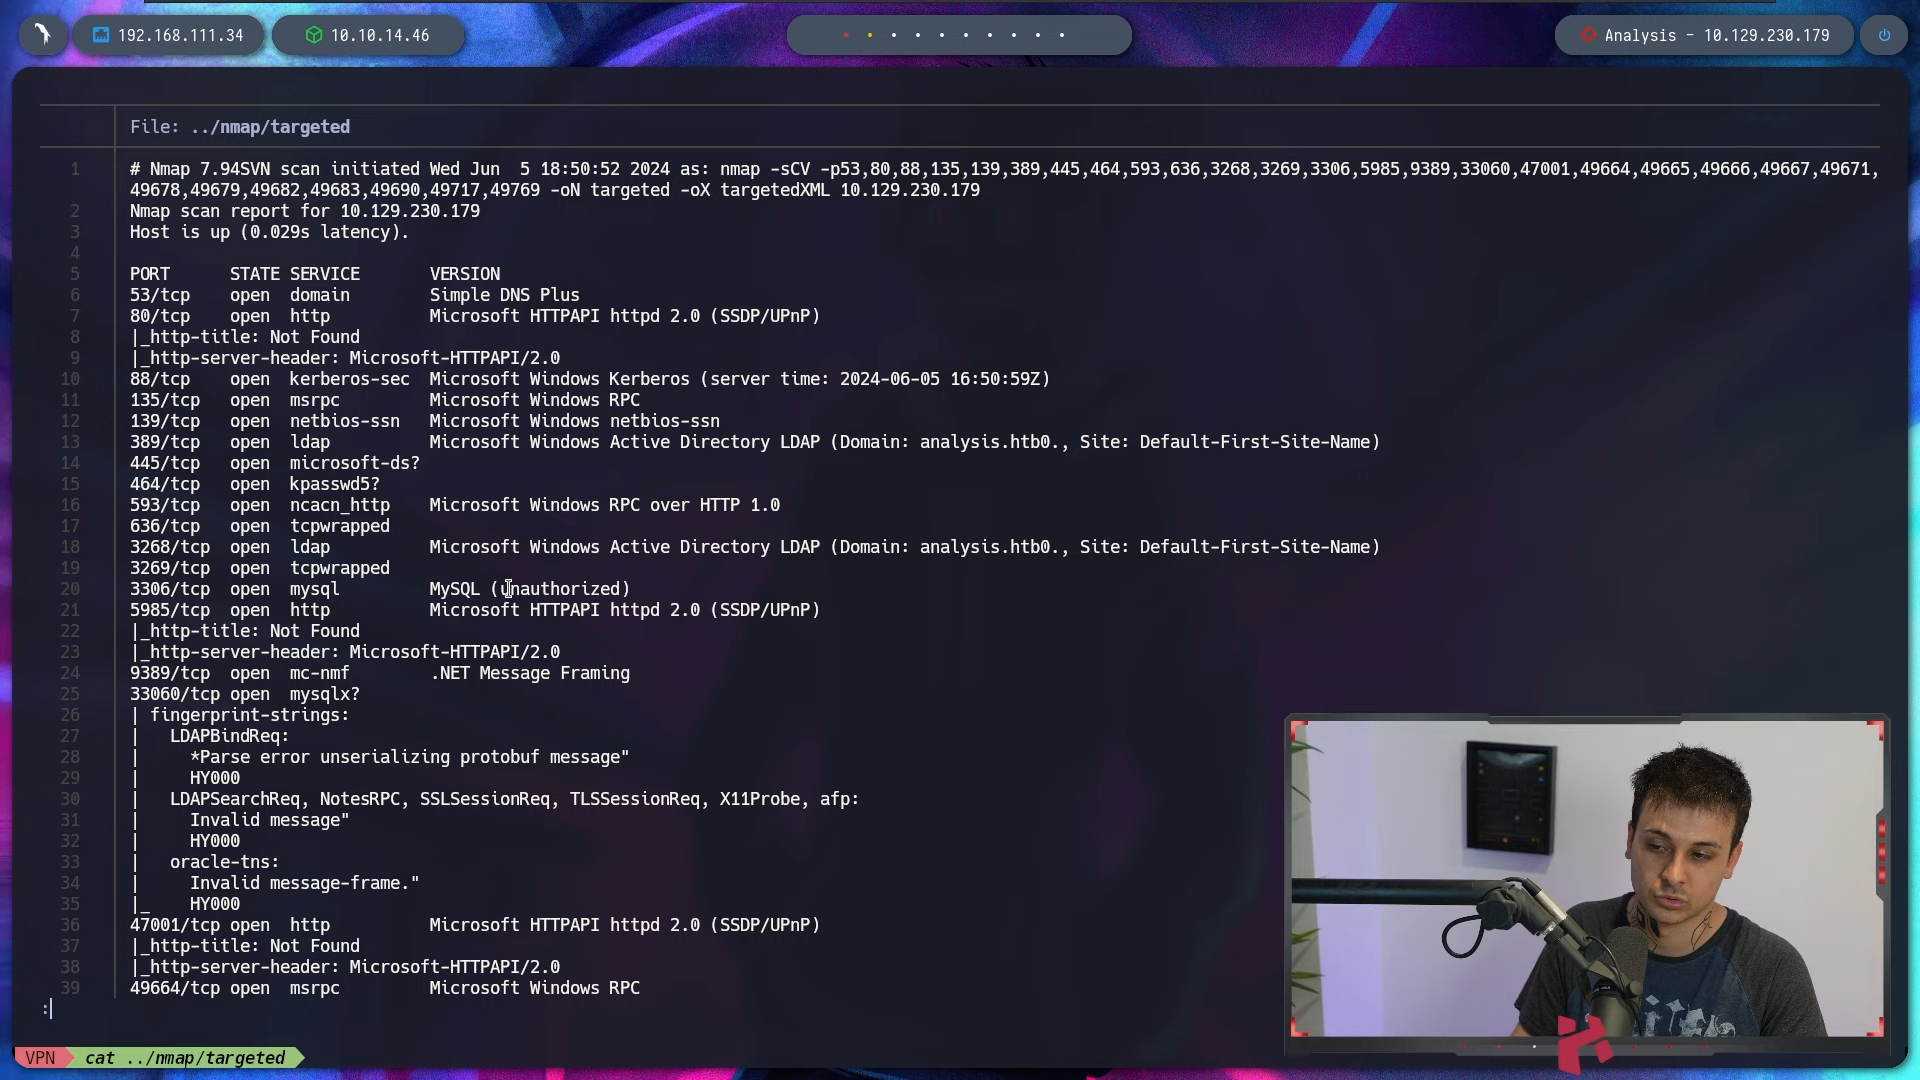 192.168.111.34
10.10.14.46
Analysis - 10.129.230.179
File: ../nmap/targeted
1 # Nmap 7.94SVN scan initiated Wed Jun  5 18:50:52 2024 as: nmap -sCV -p53,80,88,135,139,389,445,464,593,636,3268,3269,3306,5985,9389,33060,47001,49664,49665,49666,49667,49671,
49678,49679,49682,49683,49690,49717,49769 -oN targeted -oX targetedXML 10.129.230.179
2 Nmap scan report for 10.129.230.179
3 Host is up (0.029s latency).
4
5 PORT      STATE SERVICE       VERSION
6 53/tcp    open  domain        Simple DNS Plus
7 80/tcp    open  http          Microsoft HTTPAPI httpd 2.0 (SSDP/UPnP)
8 |_http-title: Not Found
9 |_http-server-header: Microsoft-HTTPAPI/2.0
10 88/tcp    open  kerberos-sec  Microsoft Windows Kerberos (server time: 2024-06-05 16:50:59Z)
11 135/tcp   open  msrpc         Microsoft Windows RPC
12 139/tcp   open  netbios-ssn   Microsoft Windows netbios-ssn
13 389/tcp   open  ldap          Microsoft Windows Active Directory LDAP (Domain: analysis.htb0., Site: Default-First-Site-Name)
14 445/tcp   open  microsoft-ds?
15 464/tcp   open  kpasswd5?
16 593/tcp   open  ncacn_http    Microsoft Windows RPC over HTTP 1.0
17 636/tcp   open  tcpwrapped
18 3268/tcp  open  ldap          Microsoft Windows Active Directory LDAP (Domain: analysis.htb0., Site: Default-First-Site-Name)
19 3269/tcp  open  tcpwrapped
20 3306/tcp  open  mysql         MySQL (unauthorized)
21 5985/tcp  open  http          Microsoft HTTPAPI httpd 2.0 (SSDP/UPnP)
22 |_http-title: Not Found
23 |_http-server-header: Microsoft-HTTPAPI/2.0
24 9389/tcp  open  mc-nmf        .NET Message Framing
25 33060/tcp open  mysqlx?
26 | fingerprint-strings:
27 |   LDAPBindReq:
28 |     *Parse error unserializing protobuf message"
29 |     HY000
30 |   LDAPSearchReq, NotesRPC, SSLSessionReq, TLSSessionReq, X11Probe, afp:
31 |     Invalid message"
32 |     HY000
33 |   oracle-tns:
34 |     Invalid message-frame."
35 |_    HY000
36 47001/tcp open  http          Microsoft HTTPAPI httpd 2.0 (SSDP/UPnP)
37 |_http-title: Not Found
38 |_http-server-header: Microsoft-HTTPAPI/2.0
39 49664/tcp open  msrpc         Microsoft Windows RPC
:
VPN cat ../nmap/targeted